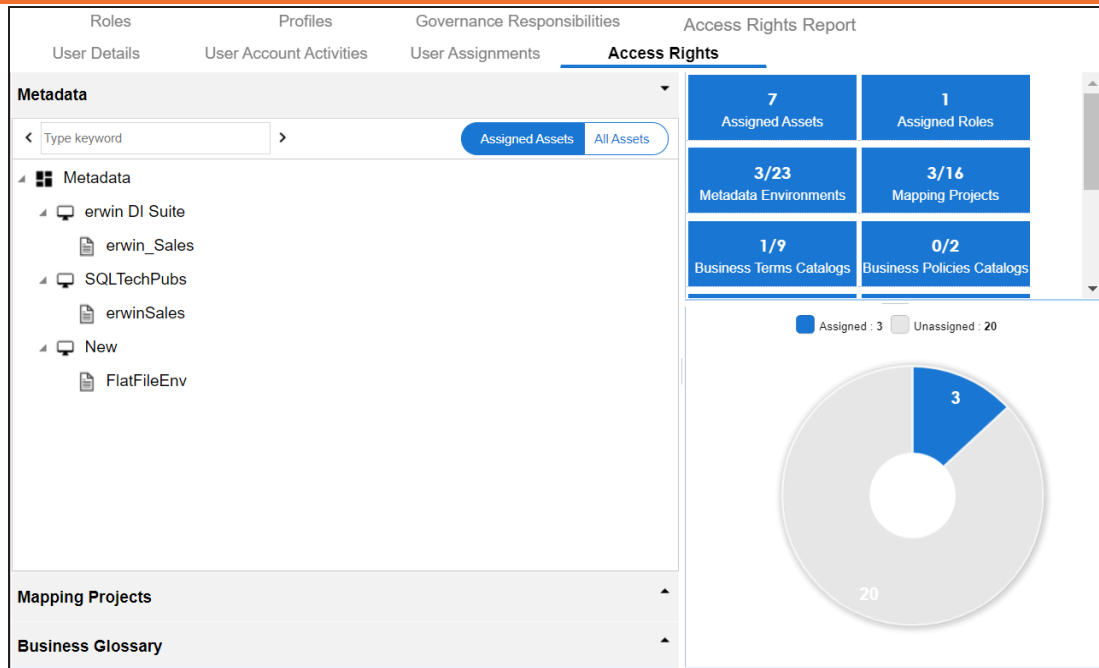 Roles Profiles Governance Responsibilities Access Rights Report
User Details User Account Activities User Assignments Access Rights
Metadata
Type keyword Assigned Assets All Assets
Metadata
erwin DI Suite
erwin_Sales
SQLTechPubs
erwinSales
New
FlatFileEnv
Mapping Projects
Business Glossary
7 1
Assigned Assets Assigned Roles
3/23 3/16
Metadata Environments Mapping Projects
1/9 0/2
Business Terms Catalogs Business Policies Catalogs
Assigned : 3 Unassigned : 20
3
20